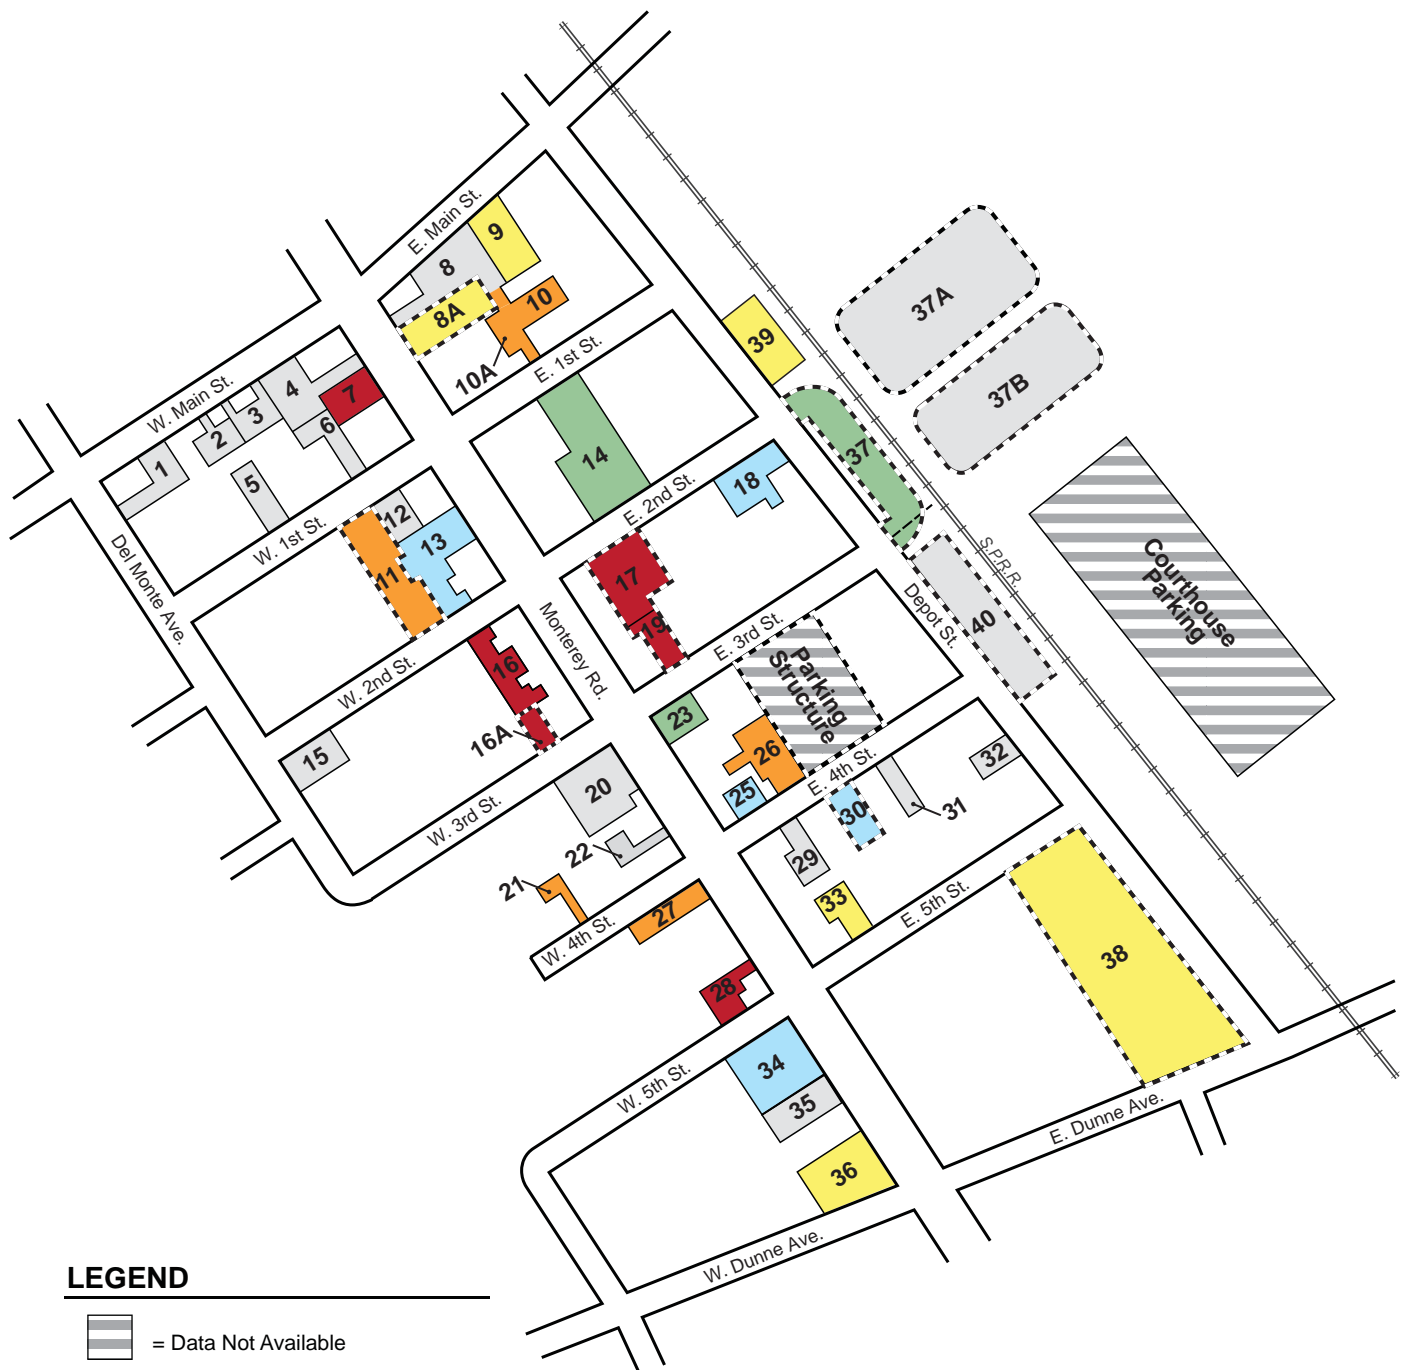 E. Main St.
9
8
8A
10
10A
E. 1st St.
39
37A
37B
W. Main St.
4
7
3
2
6
1
5
W. 1st St.
12
13
11
14
E. 2nd St.
18
37
S.P.R.R.
Courthouse
Parking
Del Monte Ave.
17
19
Monterey Rd.
E. 3rd St.
Depot St.
40
W. 2nd St.
16
16A
15
23
Parking
Structure
26
25
E. 4th St.
32
31
30
29
33
W. 3rd St.
20
22
21
W. 4th St.
27
28
E. 5th St.
38
W. 5th St.
34
35
36
E. Dunne Ave.
W. Dunne Ave.
LEGEND
= Data Not Available